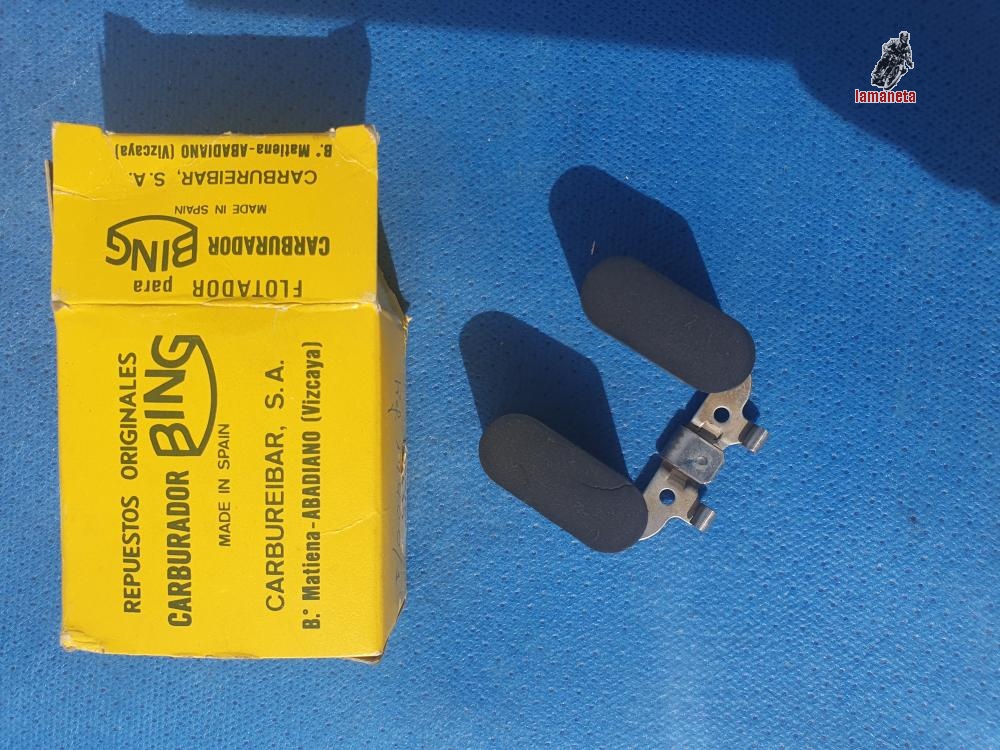 FLOTADOR para
CARBURADOR BING
MADE IN SPAIN
CARBUREIBAR, S.A.
B.° Matiena-ABADIANO (Vizcaya)
REPUESTOS ORIGINALES
CARBURADOR BING
MADE IN SPAIN
CARBUREIBAR, S.A.
B.° Matiena-ABADIANO (Vizcaya)
lamaneta